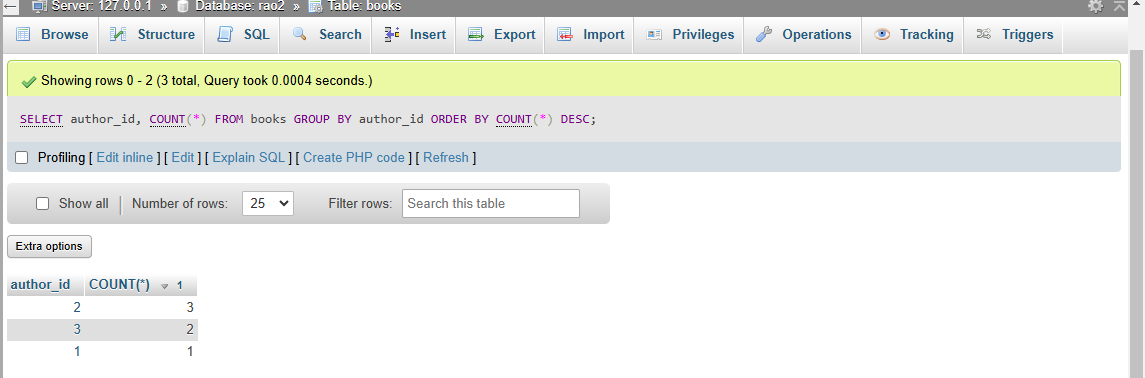 Server: 127.0.0.1 » Database: rao2 » Table: books
Browse Structure SQL Search Insert Export Import Privileges Operations Tracking Triggers
Showing rows 0 - 2 (3 total, Query took 0.0004 seconds.)
SELECT author_id, COUNT(*) FROM books GROUP BY author_id ORDER BY COUNT(*) DESC;
Profiling [ Edit inline ] [ Edit ] [ Explain SQL ] [ Create PHP code ] [ Refresh ]
Show all | Number of rows: 25 Filter rows: Search this table
Extra options
author_id COUNT(*) 1
2 3
3 2
1 1